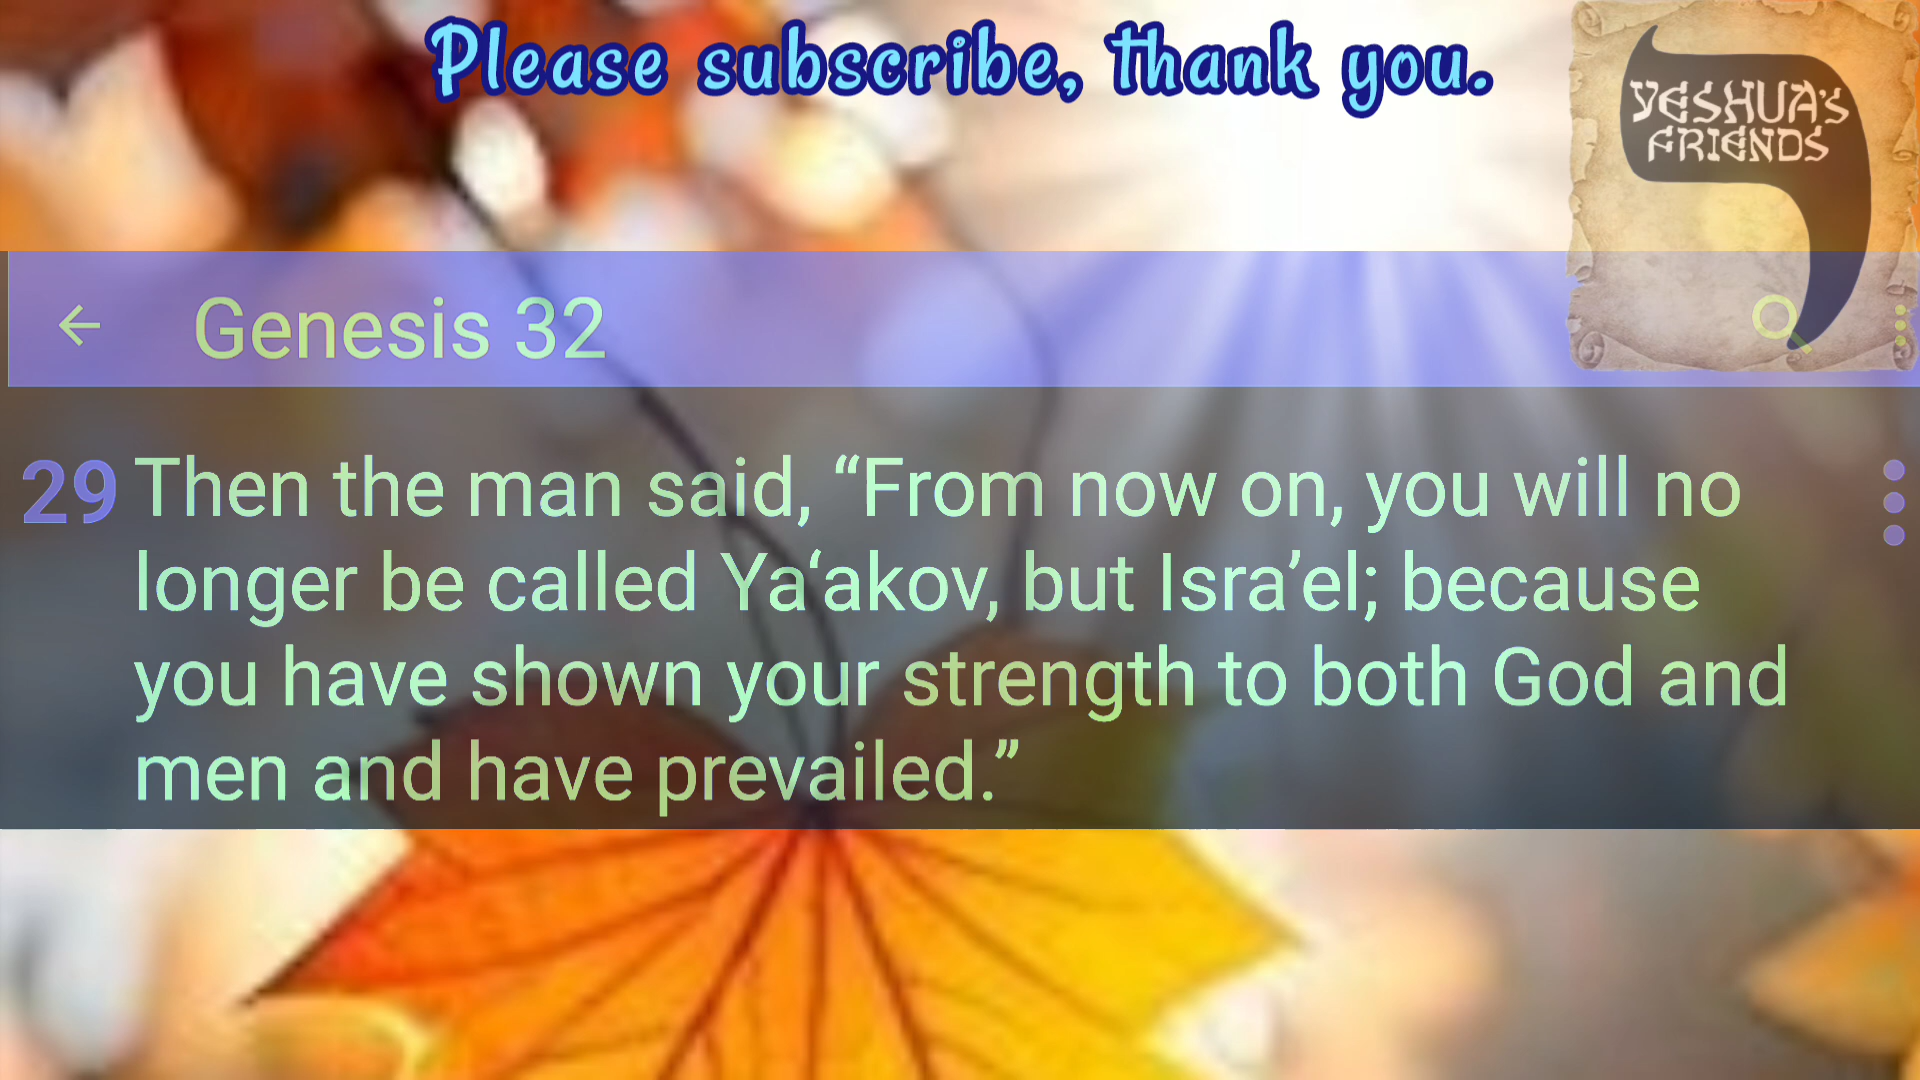 Please subscribe, thank you.
YESHUA'S
FRIENDS
← Genesis 32
29 Then the man said, “From now on, you will no
longer be called Ya‘akov, but Isra’el; because
you have shown your strength to both God and
men and have prevailed.”